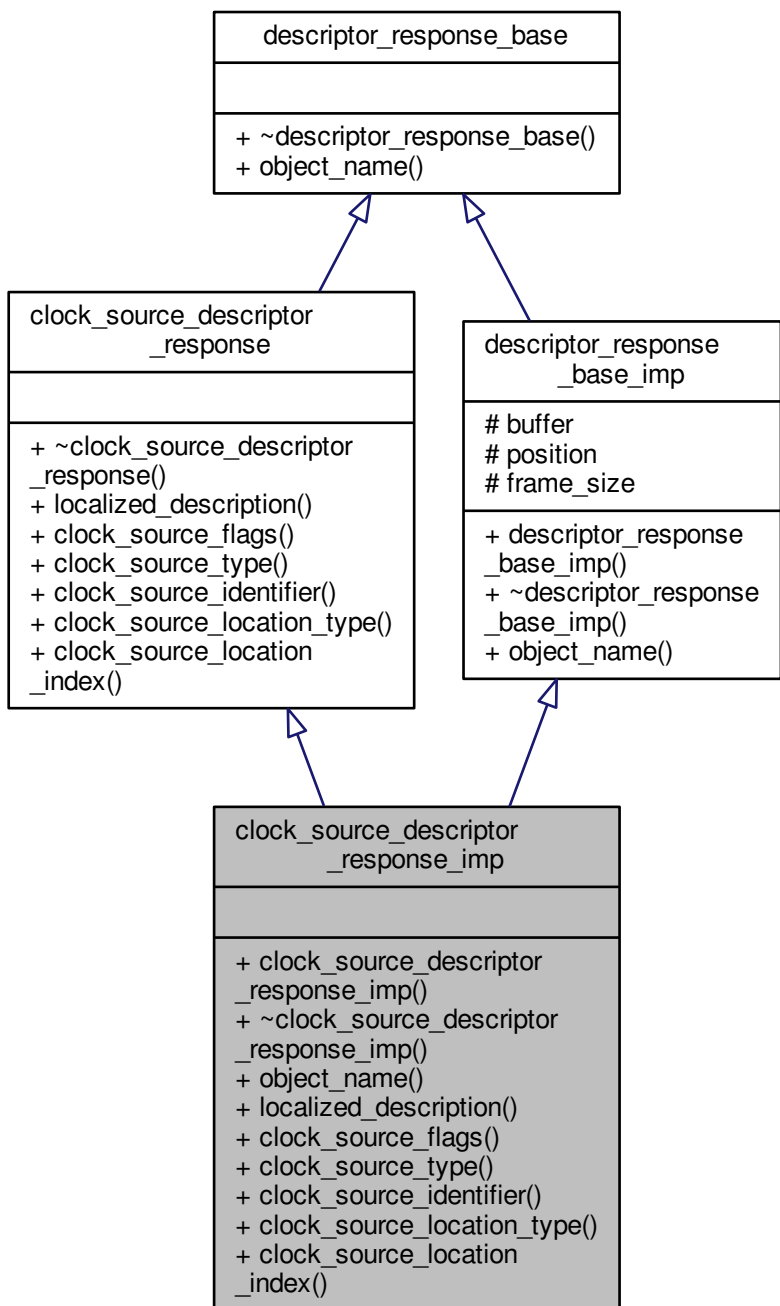 descriptor_response_base
+ ~descriptor_response_base()
+ object_name()
clock_source_descriptor
_response
+ ~clock_source_descriptor
_response()
+ localized_description()
+ clock_source_flags()
+ clock_source_type()
+ clock_source_identifier()
+ clock_source_location_type()
+ clock_source_location
_index()
descriptor_response
_base_imp
# buffer
# position
# frame_size
+ descriptor_response
_base_imp()
+ ~descriptor_response
_base_imp()
+ object_name()
clock_source_descriptor
_response_imp
+ clock_source_descriptor
_response_imp()
+ ~clock_source_descriptor
_response_imp()
+ object_name()
+ localized_description()
+ clock_source_flags()
+ clock_source_type()
+ clock_source_identifier()
+ clock_source_location_type()
+ clock_source_location
_index()